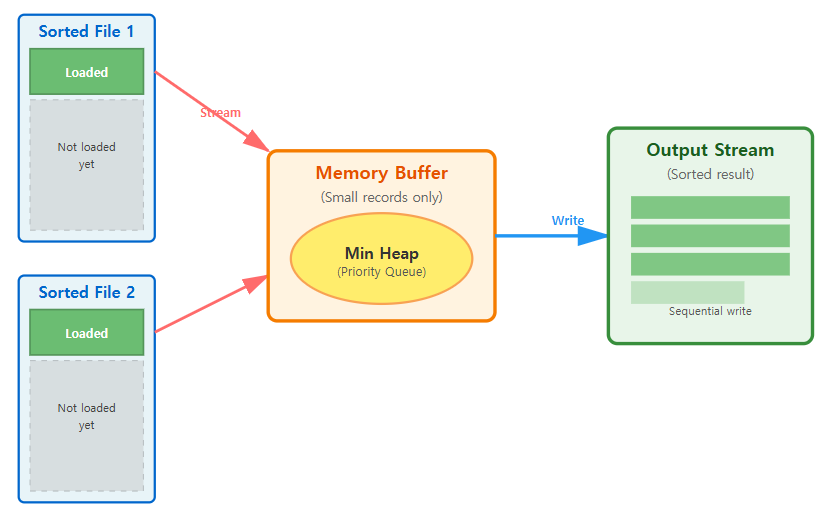 Sorted File 1
Loaded
Not loaded
yet
Stream
Sorted File 2
Loaded
Not loaded
yet
Memory Buffer
(Small records only)
Min Heap
(Priority Queue)
Write
Output Stream
(Sorted result)
Sequential write